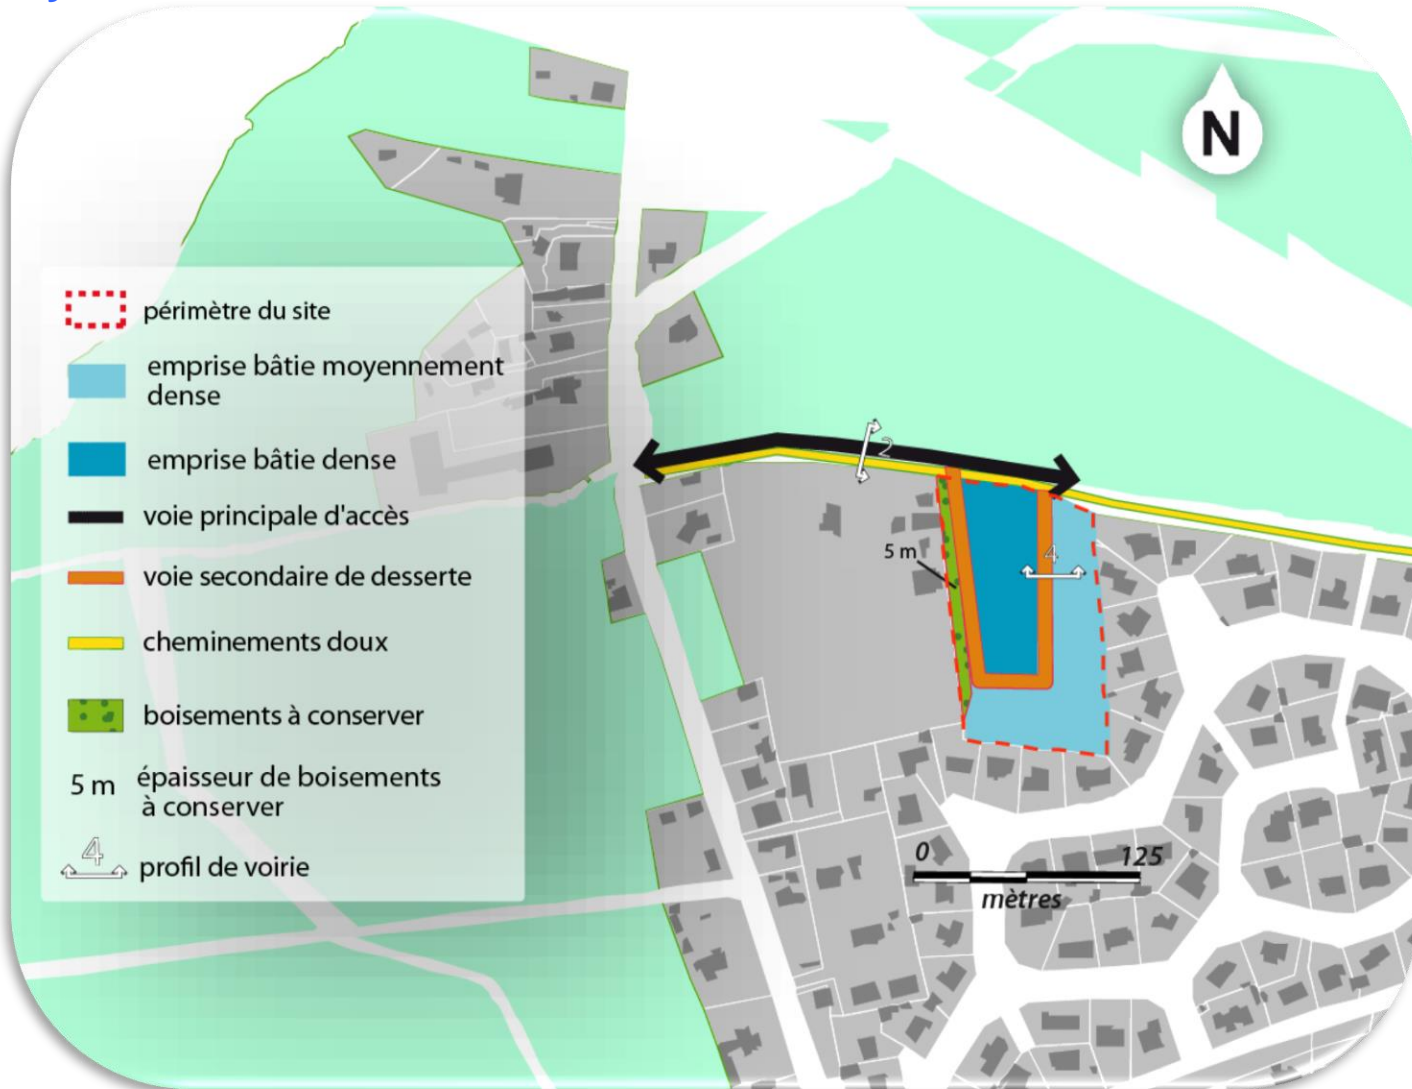 N
périmètre du site
emprise bâtie moyennement
dense
emprise bâtie dense
voie principale d'accès
voie secondaire de desserte
cheminements doux
boisements à conserver
5 m
épaisseur de boisements
à conserver
4
profil de voirie
2
5 m
4
0
125
mètres